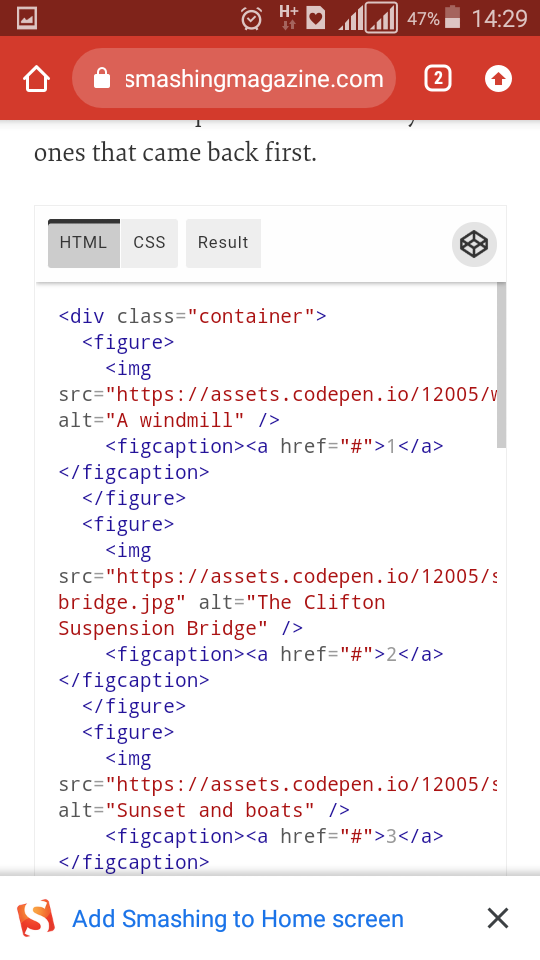 H+
47%
14:29
smashingmagazine.com
2
ones that came back first.
HTML
CSS
Result
<div class="container">
<figure>
<img
src="https://assets.codepen.io/12005/
alt="A windmill" />
<figcaption><a href="#">1</a>
</figcaption>
</figure>
<figure>
<img
src="https://assets.codepen.io/12005/s
bridge.jpg" alt="The Clifton
Suspension Bridge" />
<figcaption><a href="#">2</a>
</figcaption>
</figure>
<figure>
<img
src="https://assets.codepen.io/12005/s
alt="Sunset and boats" />
<figcaption><a href="#">3</a>
</figcaption>
Add Smashing to Home screen